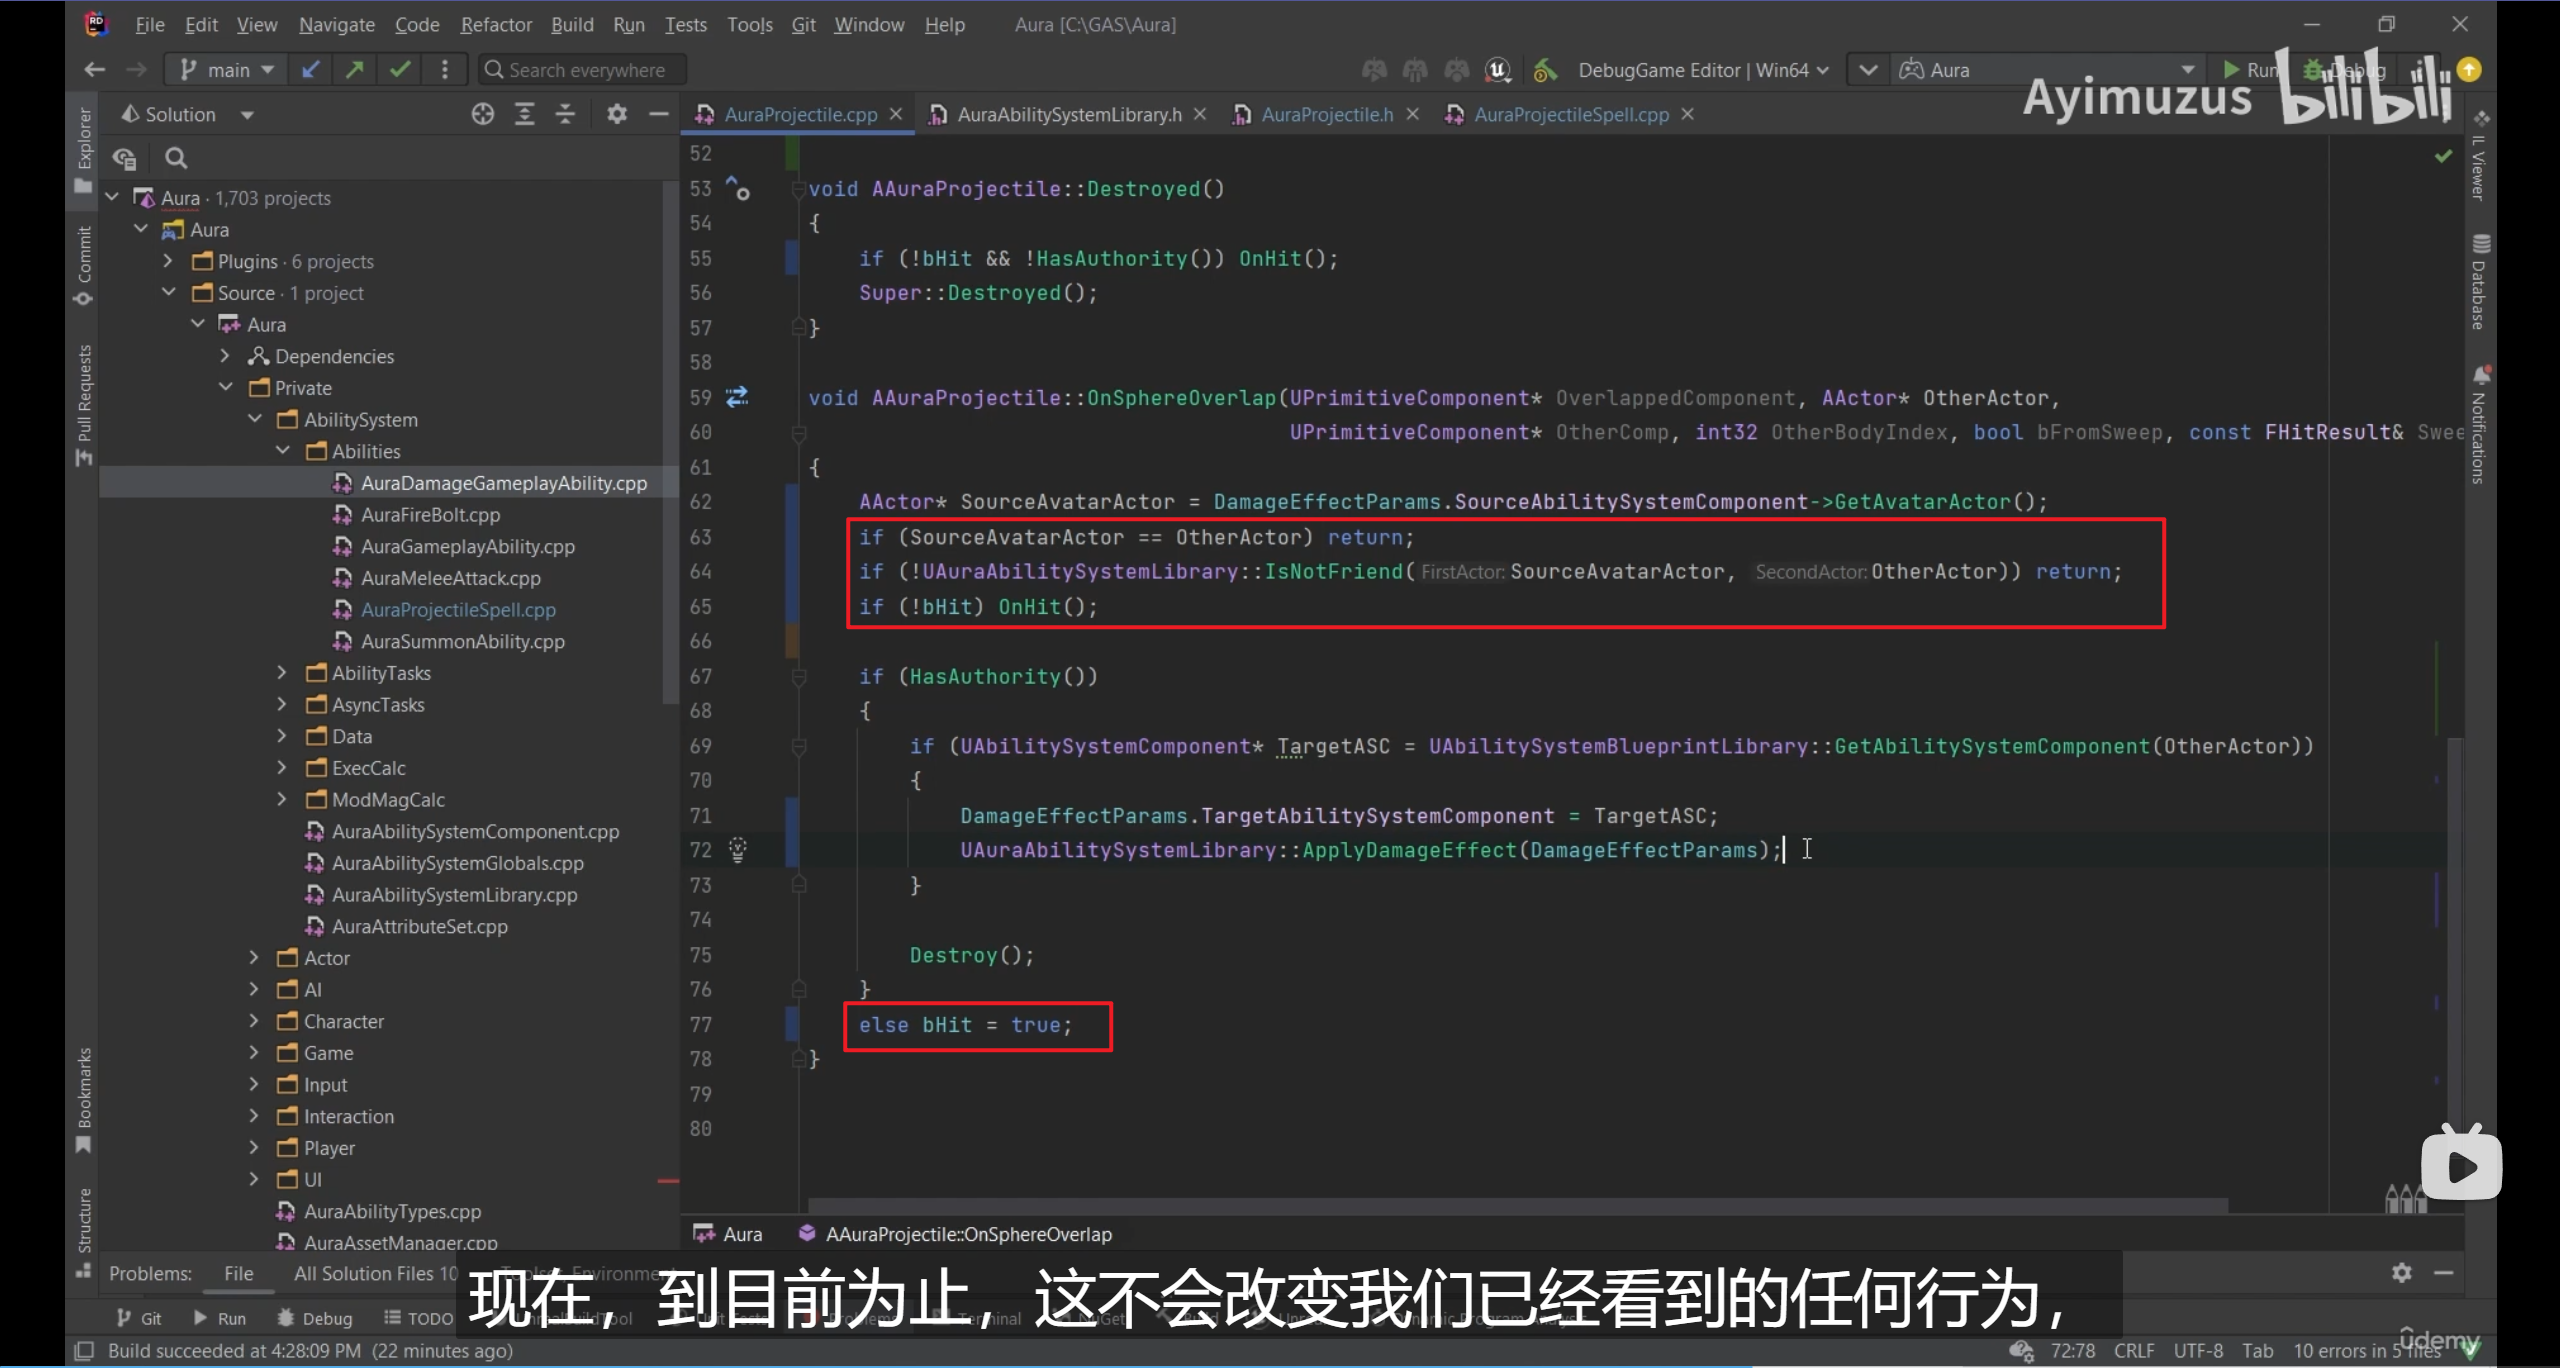 File Edit View Navigate Code Refactor Build Run Tests Tools Git Window Help Aura [C:\GAS\Aura]
main Search everywhere DebugGame Editor | Win64 Aura Run Debug
Ayimuzus bilibili
Solution AuraProjectile.cpp AuraAbilitySystemLibrary.h AuraProjectile.h AuraProjectileSpell.cpp
Explorer
Commit
Pull Requests
Bookmarks
Structure
Aura · 1,703 projects
Aura
Plugins · 6 projects
Source · 1 project
Aura
Dependencies
Private
AbilitySystem
Abilities
AuraDamageGameplayAbility.cpp
AuraFireBolt.cpp
AuraGameplayAbility.cpp
AuraMeleeAttack.cpp
AuraProjectileSpell.cpp
AuraSummonAbility.cpp
AbilityTasks
AsyncTasks
Data
ExecCalc
ModMagCalc
AuraAbilitySystemComponent.cpp
AuraAbilitySystemGlobals.cpp
AuraAbilitySystemLibrary.cpp
AuraAttributeSet.cpp
Actor
AI
Character
Game
Input
Interaction
Player
UI
AuraAbilityTypes.cpp
AuraAssetManager.cpp
52
53 void AAuraProjectile::Destroyed()
54 {
55 if (!bHit && !HasAuthority()) OnHit();
56 Super::Destroyed();
57 }
58
59 void AAuraProjectile::OnSphereOverlap(UPrimitiveComponent* OverlappedComponent, AActor* OtherActor,
60 UPrimitiveComponent* OtherComp, int32 OtherBodyIndex, bool bFromSweep, const FHitResult& Swee
61 {
62 AActor* SourceAvatarActor = DamageEffectParams.SourceAbilitySystemComponent->GetAvatarActor();
63 if (SourceAvatarActor == OtherActor) return;
64 if (!UAuraAbilitySystemLibrary::IsNotFriend( FirstActor: SourceAvatarActor, SecondActor: OtherActor)) return;
65 if (!bHit) OnHit();
66
67 if (HasAuthority())
68 {
69 if (UAbilitySystemComponent* TargetASC = UAbilitySystemBlueprintLibrary::GetAbilitySystemComponent(OtherActor))
70 {
71 DamageEffectParams.TargetAbilitySystemComponent = TargetASC;
72 UAuraAbilitySystemLibrary::ApplyDamageEffect(DamageEffectParams);
73 }
74
75 Destroy();
76 }
77 else bHit = true;
78 }
79
80
IL Viewer
Database
Notifications
Aura AAuraProjectile::OnSphereOverlap
Problems: File All Solution Files 10
现在，到目前为止，这不会改变我们已经看到的任何行为，
Git Run Debug TODO
Build succeeded at 4:28:09 PM (22 minutes ago) 72:78 CRLF UTF-8 Tab 10 errors in 5 files
udemy